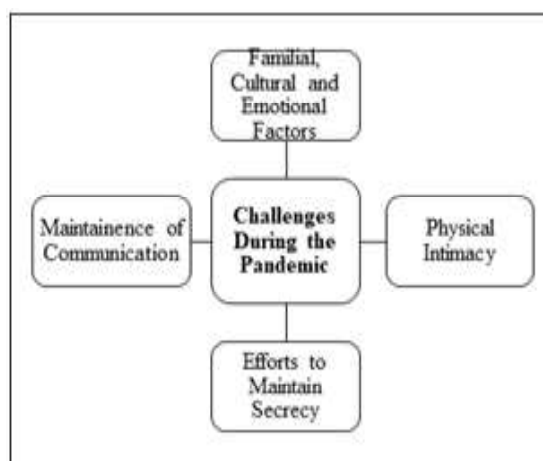 Familial,
Cultural and
Emotional
Factors
Maintainence of
Communication
Challenges
During the
Pandemic
Physical
Intimacy
Efforts to
Maintain
Secrecy